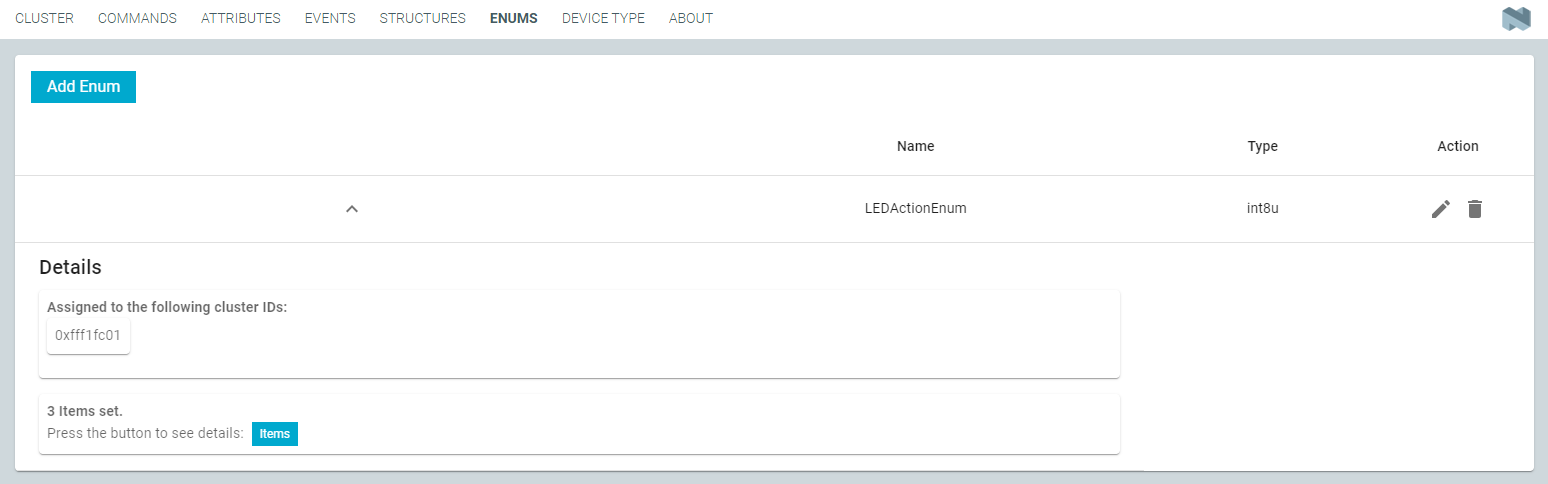 CLUSTER COMMANDS ATTRIBUTES EVENTS STRUCTURES ENUMS DEVICE TYPE ABOUT
Add Enum
Name Type Action
LEDActionEnum int8u
Details
Assigned to the following cluster IDs:
0xfff1fc01
3 Items set.
Press the button to see details: Items